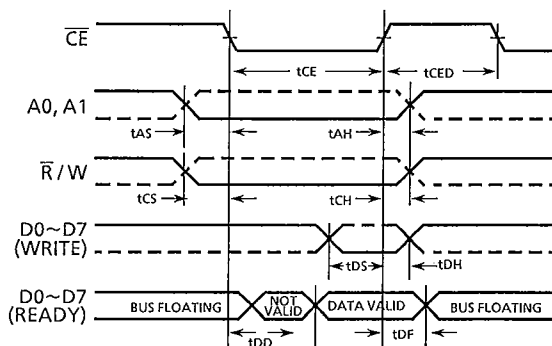 CE
tCE
tCED
A0, A1
tAS
tAH
R / W
tCS
tCH
D0~D7
(WRITE)
tDS
tDH
D0~D7
(READY)
BUS FLOATING
NOT
VALID
DATA VALID
BUS FLOATING
tDD
tDF